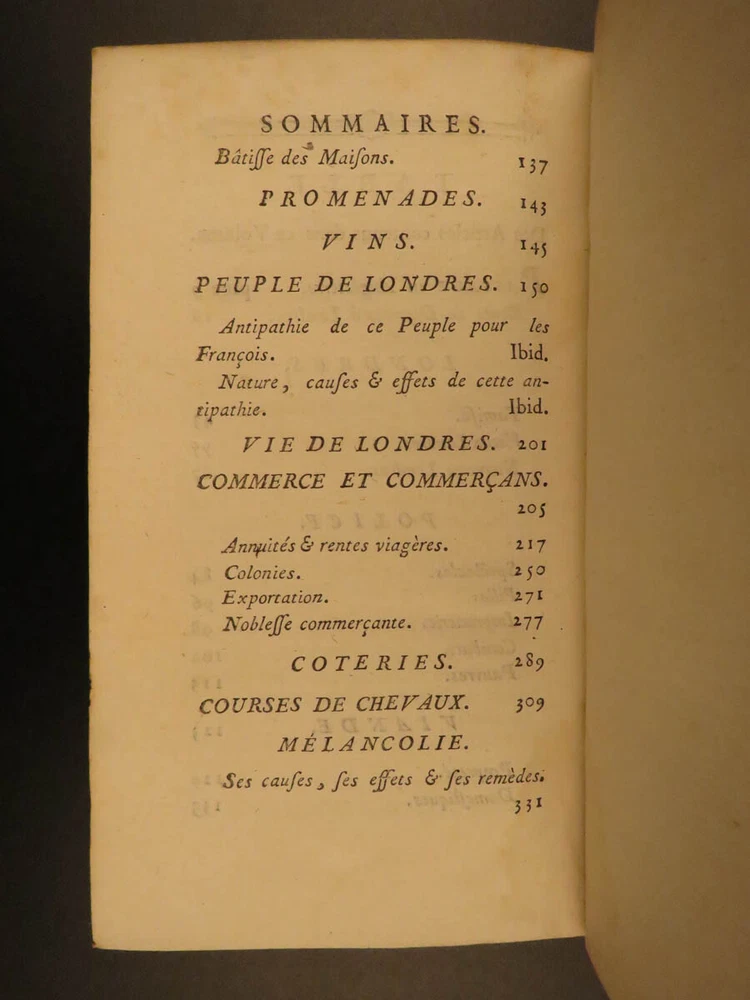 SOMMAIRES.
Bâtiſſe des Maiſons. 137
PROMENADES. 143
VINS. 145
PEUPLE DE LONDRES. 150
Antipathie de ce Peuple pour les
François. Ibid.
Nature, cauſes & effets de cette an-
tipathie. Ibid.
VIE DE LONDRES. 201
COMMERCE ET COMMERÇANS.
205
Annuités & rentes viagères. 217
Colonies. 250
Exportation. 271
Nobleſſe commerçante. 277
COTERIES. 289
COURSES DE CHEVAUX. 309
MÉLANCOLIE.
Ses cauſes, ſes effets & ſes remèdes.
331